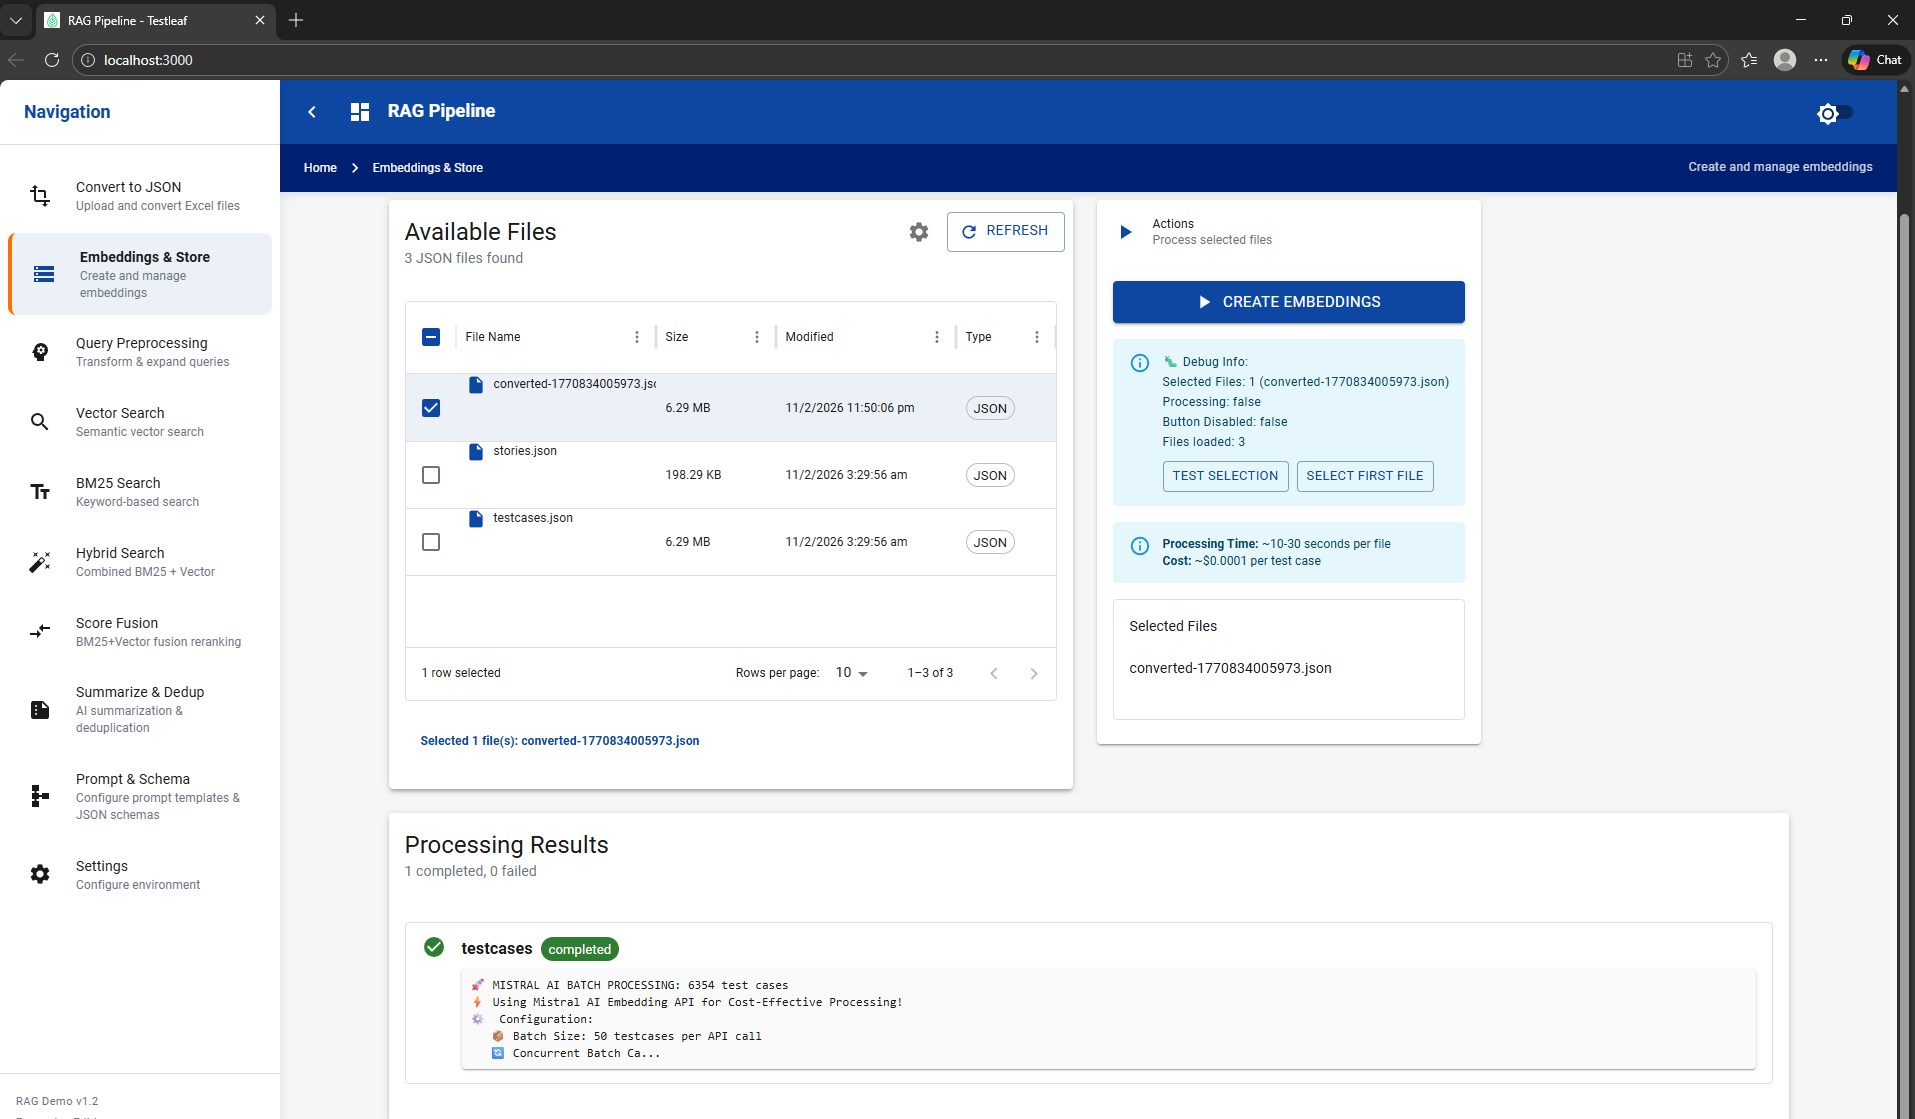 RAG Pipeline - Testleaf
localhost:3000
Chat
Navigation
RAG Pipeline
Home
Embeddings & Store
Create and manage embeddings
Convert to JSON
Upload and convert Excel files
Embeddings & Store
Create and manage
embeddings
Query Preprocessing
Transform & expand queries
Vector Search
Semantic vector search
BM25 Search
Keyword-based search
Hybrid Search
Combined BM25 + Vector
Score Fusion
BM25+Vector fusion reranking
Summarize & Dedup
AI summarization &
deduplication
Prompt & Schema
Configure prompt templates &
JSON schemas
Settings
Configure environment
RAG Demo v1.2
Available Files
3 JSON files found
REFRESH
File Name Size Modified Type
converted-1770834005973.jsc
6.29 MB 11/2/2026 11:50:06 pm JSON
stories.json
198.29 KB 11/2/2026 3:29:56 am JSON
testcases.json
6.29 MB 11/2/2026 3:29:56 am JSON
1 row selected Rows per page: 10 1–3 of 3
Selected 1 file(s): converted-1770834005973.json
Actions
Process selected files
CREATE EMBEDDINGS
Debug Info:
Selected Files: 1 (converted-1770834005973.json)
Processing: false
Button Disabled: false
Files loaded: 3
TEST SELECTION SELECT FIRST FILE
Processing Time: ~10-30 seconds per file
Cost: ~$0.0001 per test case
Selected Files
converted-1770834005973.json
Processing Results
1 completed, 0 failed
testcases completed
MISTRAL AI BATCH PROCESSING: 6354 test cases
Using Mistral AI Embedding API for Cost-Effective Processing!
Configuration:
Batch Size: 50 testcases per API call
Concurrent Batch Ca...